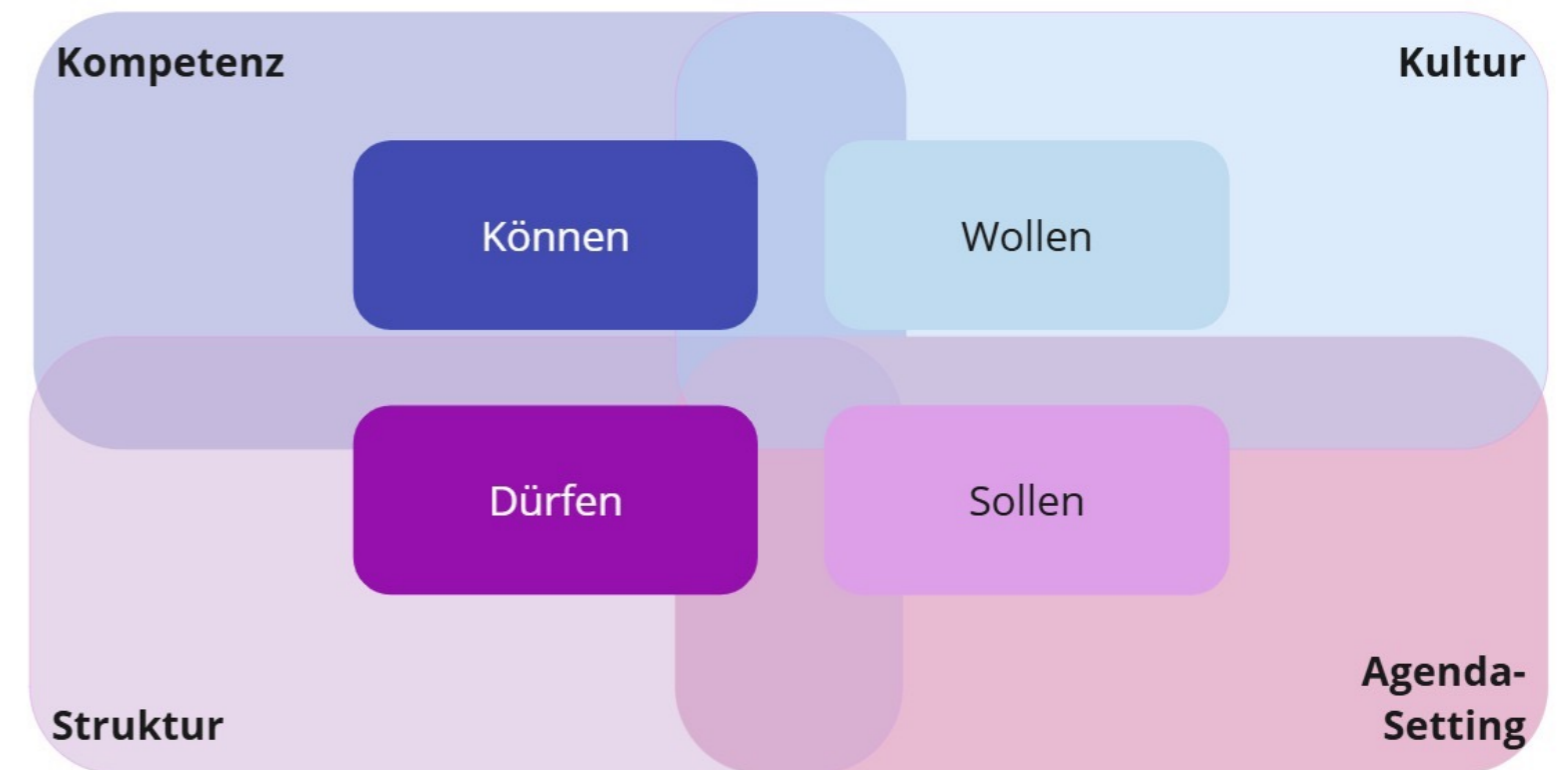 Kompetenz
Kultur
Können
Wollen
Dürfen
Sollen
Struktur
Agenda-
Setting